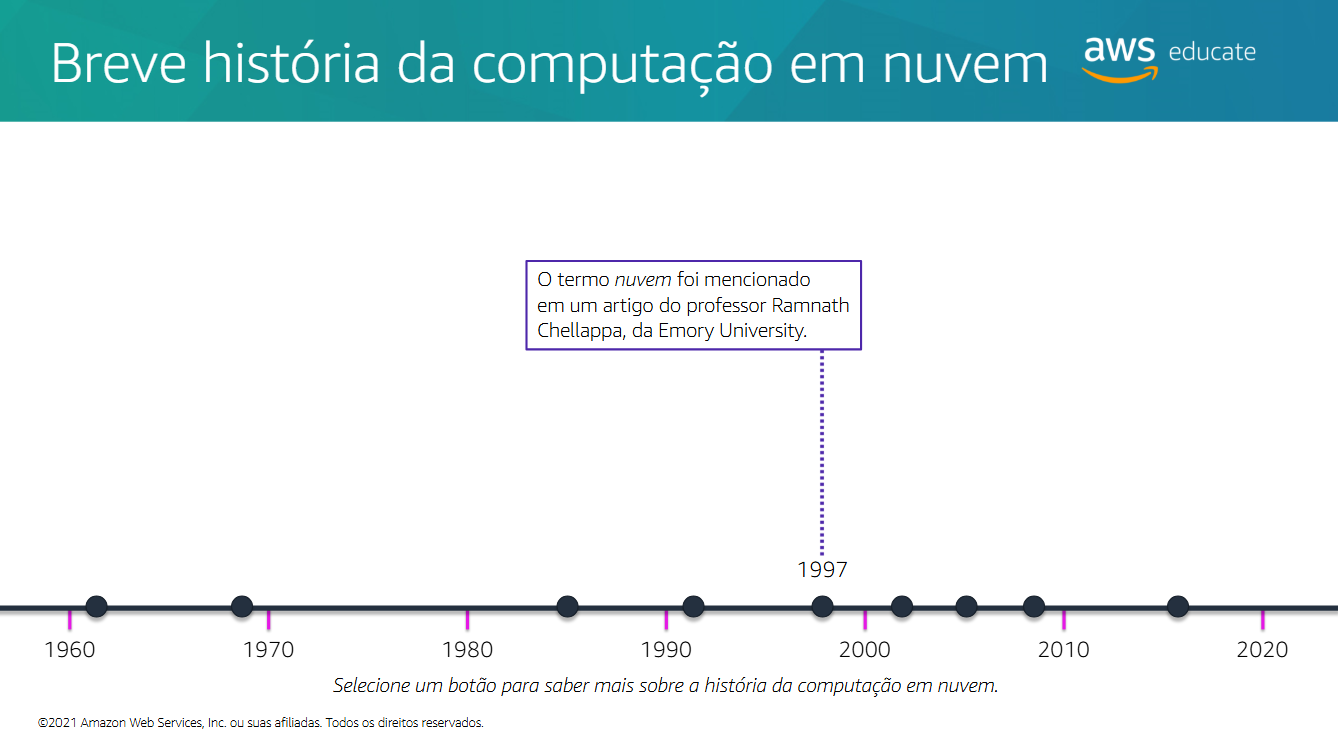 Breve história da computação em nuvem
aws educate
O termo nuvem foi mencionado
em um artigo do professor Ramnath
Chellappa, da Emory University.
1997
1960 1970 1980 1990 2000 2010 2020
Selecione um botão para saber mais sobre a história da computação em nuvem.
©2021 Amazon Web Services, Inc. ou suas afiliadas. Todos os direitos reservados.